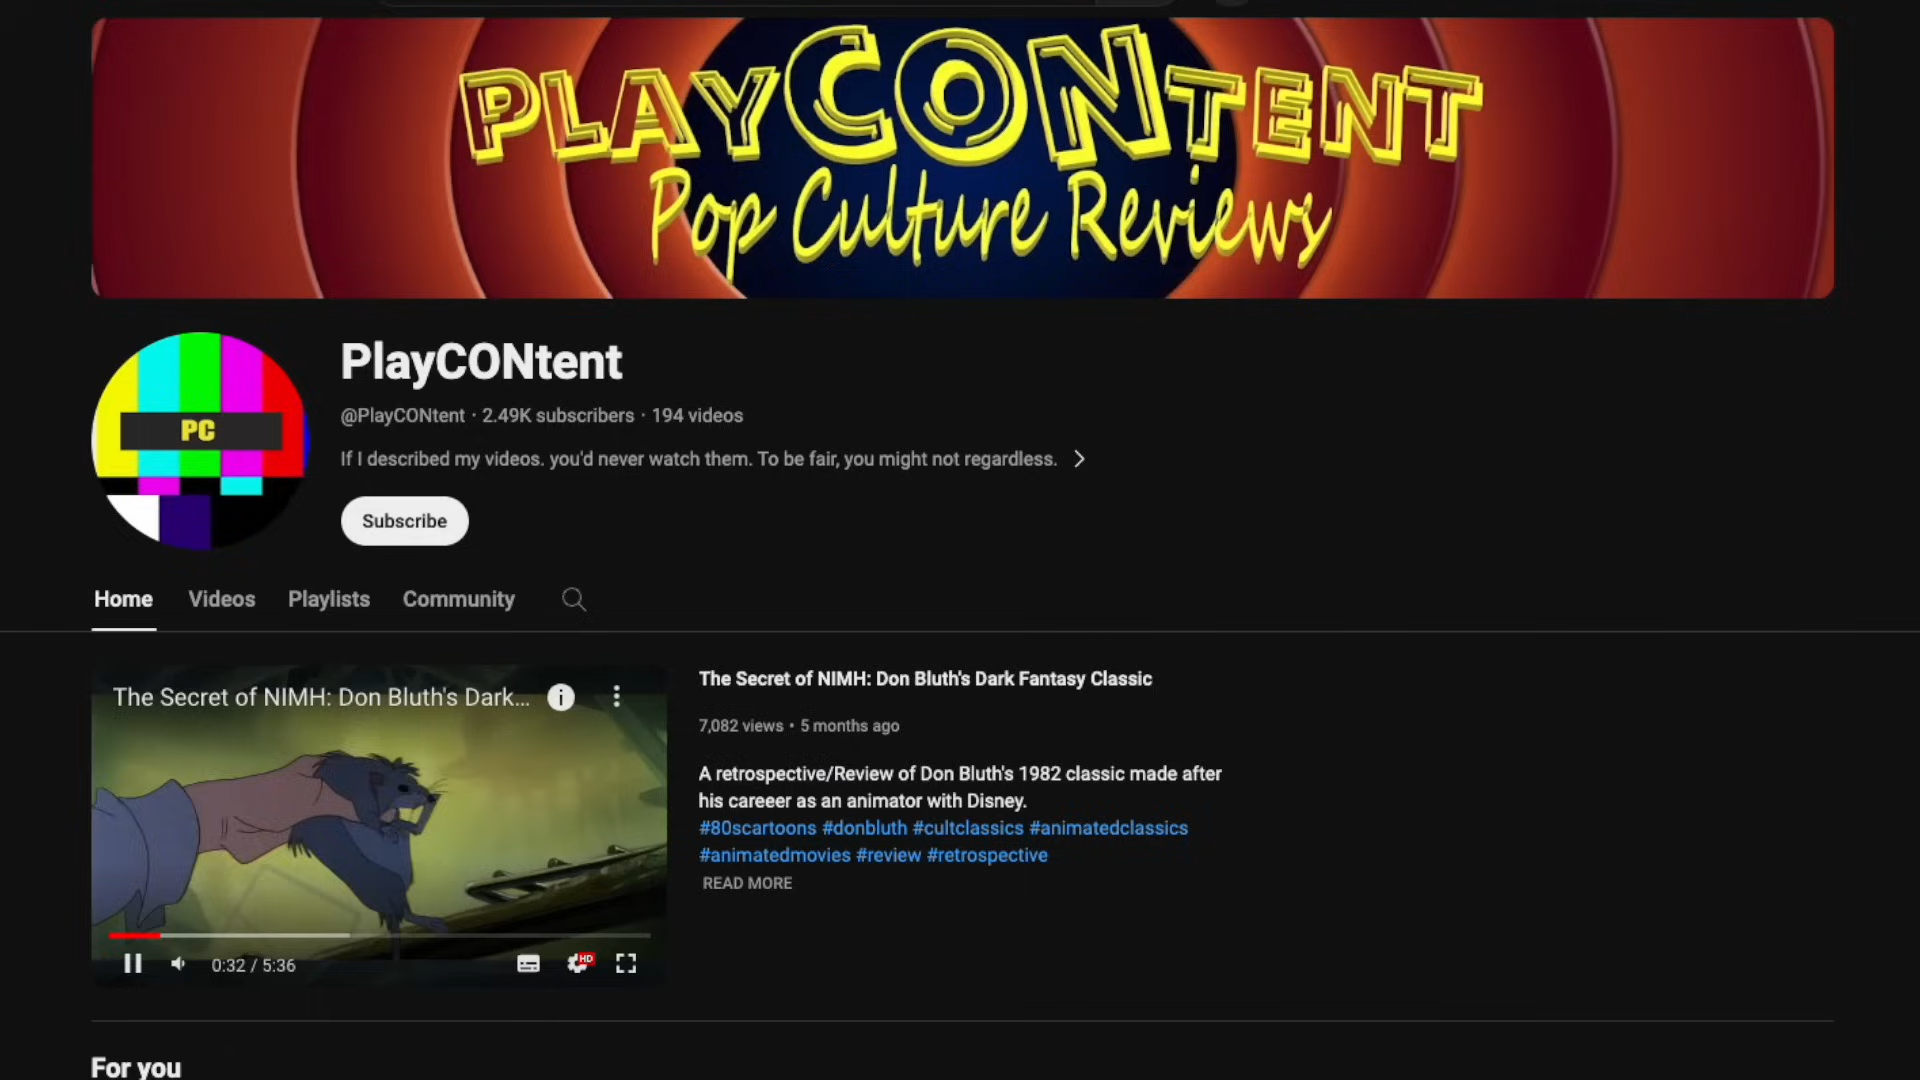 PLAYCONTENT
Pop Culture Reviews
PC
PlayCONtent
@PlayCONtent · 2.49K subscribers · 194 videos
If I described my videos. you'd never watch them. To be fair, you might not regardless.
Subscribe
Home Videos Playlists Community
The Secret of NIMH: Don Bluth's Dark...
0:32 / 5:36
HD
The Secret of NIMH: Don Bluth's Dark Fantasy Classic
7,082 views • 5 months ago
A retrospective/Review of Don Bluth's 1982 classic made after
his careeer as an animator with Disney.
#80scartoons #donbluth #cultclassics #animatedclassics
#animatedmovies #review #retrospective
READ MORE
For you